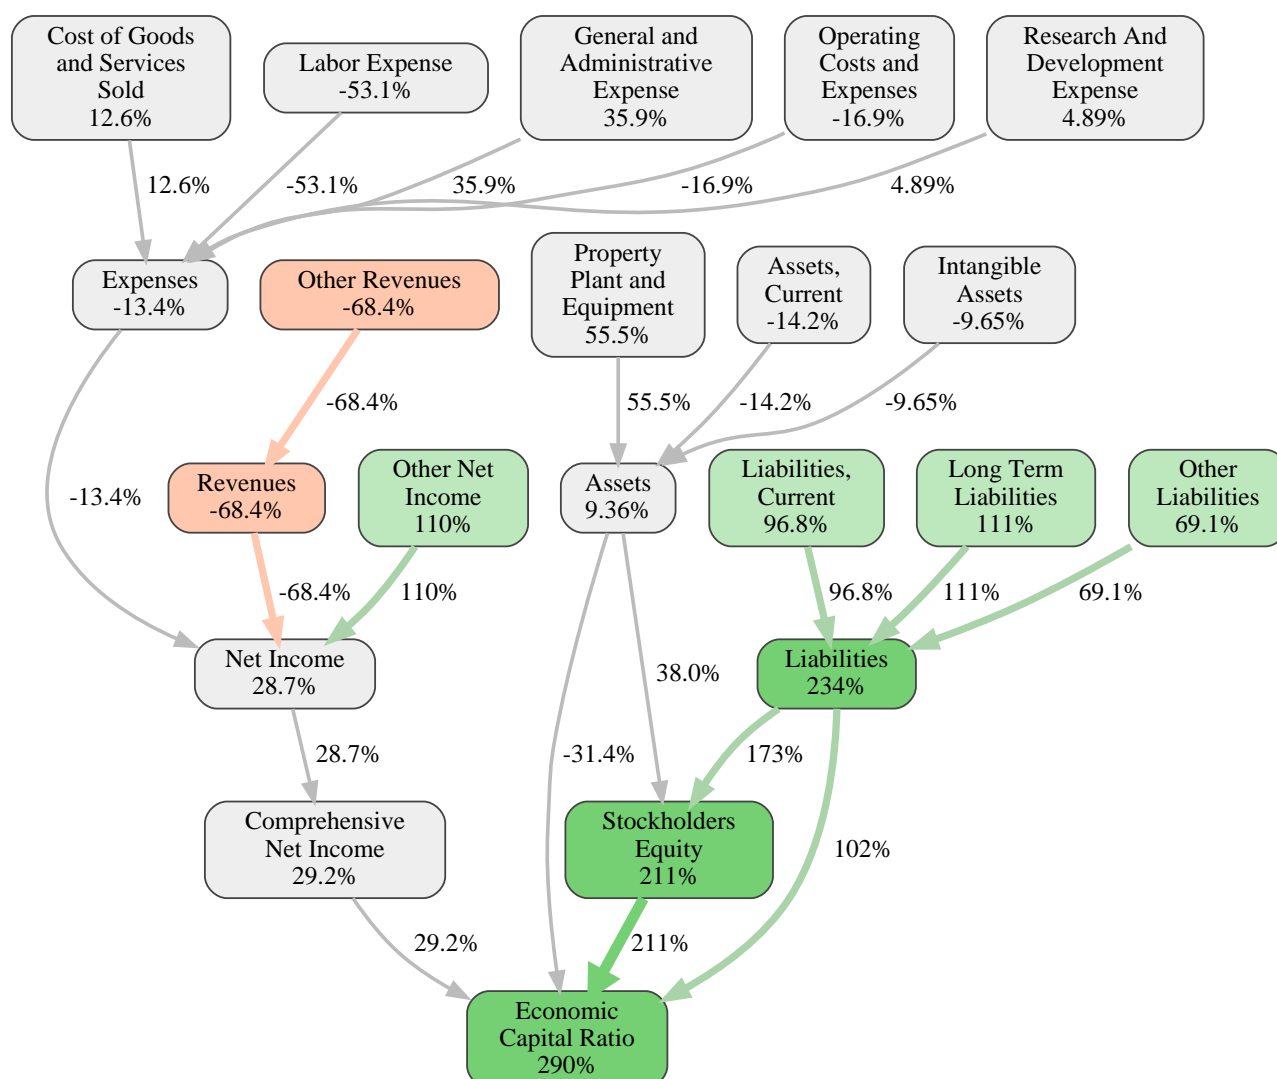 Cost of Goods
and Services
Sold
12.6%
Labor Expense
-53.1%
General and
Administrative
Expense
35.9%
Operating
Costs and
Expenses
-16.9%
Research And
Development
Expense
4.89%
12.6%
-53.1%
35.9%
-16.9%
4.89%
Expenses
-13.4%
Other Revenues
-68.4%
Property
Plant and
Equipment
55.5%
Assets,
Current
-14.2%
Intangible
Assets
-9.65%
-68.4%
55.5%
-14.2%
-9.65%
-13.4%
Revenues
-68.4%
Other Net
Income
110%
Assets
9.36%
Liabilities,
Current
96.8%
Long Term
Liabilities
111%
Other
Liabilities
69.1%
-68.4%
110%
96.8%
111%
69.1%
Net Income
28.7%
38.0%
Liabilities
234%
28.7%
-31.4%
173%
Comprehensive
Net Income
29.2%
Stockholders
Equity
211%
102%
29.2%
211%
Economic
Capital Ratio
290%